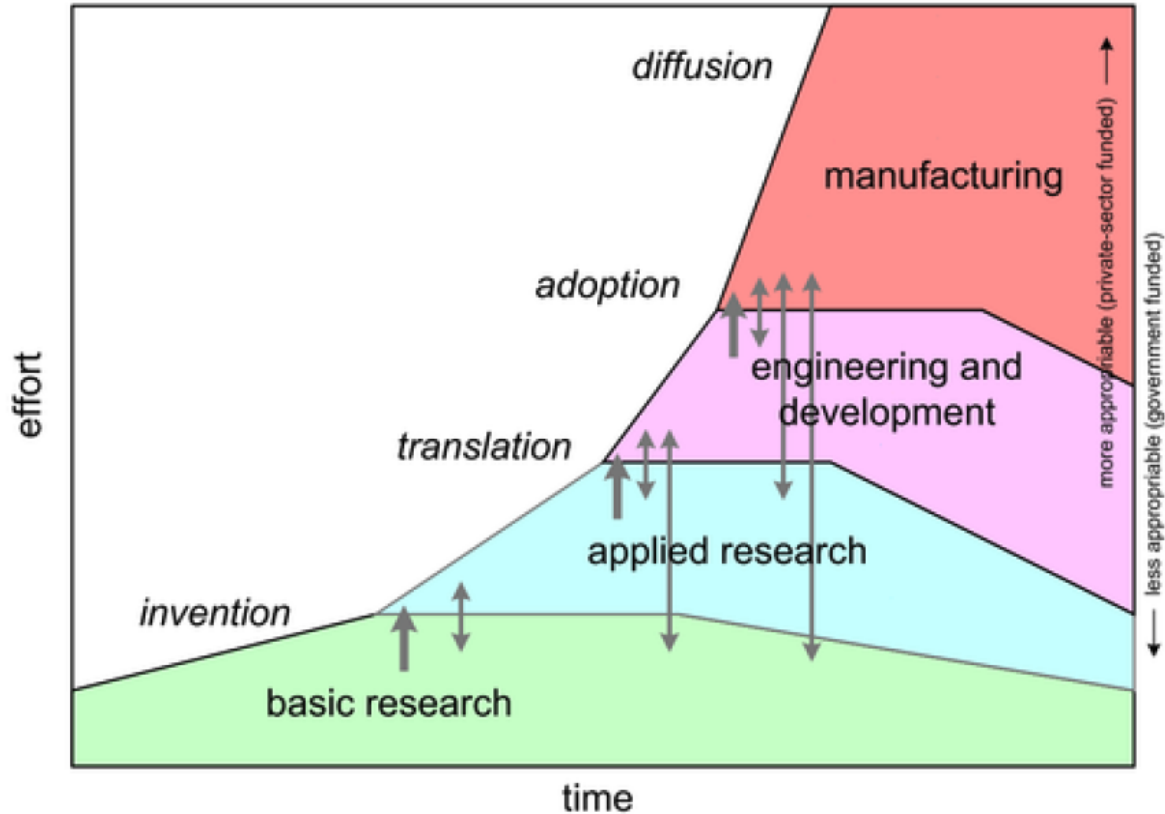 diffusion
manufacturing
adoption
engineering and
development
translation
applied research
invention
basic research
effort
time
more appropriable (private-sector funded)
less appropriable (government funded)